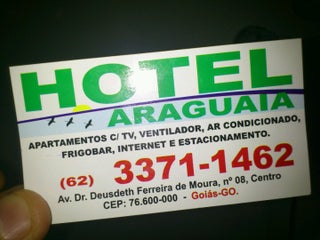 HOTEL
ARAGUAIA
APARTAMENTOS C/ TV, VENTILADOR, AR CONDICIONADO,
FRIGOBAR, INTERNET E ESTACIONAMENTO.
(62) 3371-1462
Av. Dr. Deusdeth Ferreira de Moura, nº 08, Centro
CEP: 76.600-000 - Goiás-GO.